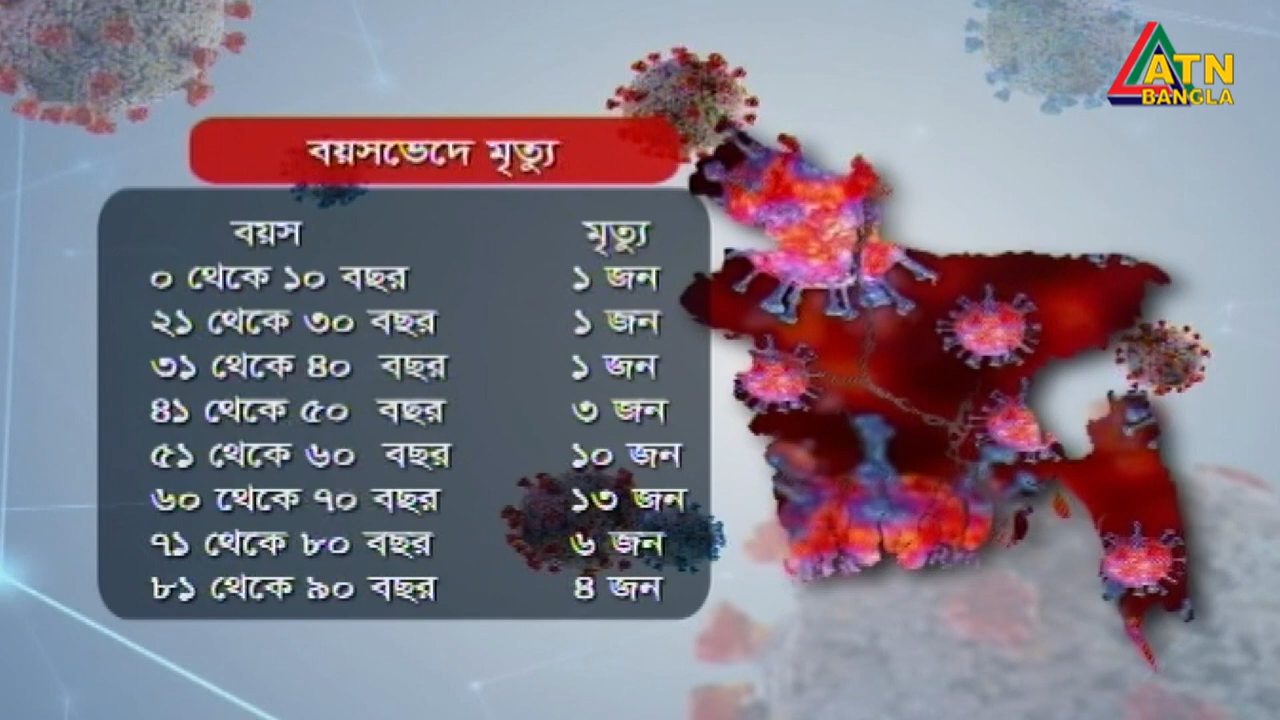 ATN
BANGLA
বয়সভেদে মৃত্যু
বয়স মৃত্যু
০ থেকে ১০ বছর ১ জন
২১ থেকে ৩০ বছর ১ জন
৩১ থেকে ৪০ বছর ১ জন
৪১ থেকে ৫০ বছর ৩ জন
৫১ থেকে ৬০ বছর ১০ জন
৬০ থেকে ৭০ বছর ১৩ জন
৭১ থেকে ৮০ বছর ৬ জন
৮১ থেকে ৯০ বছর ৪ জন